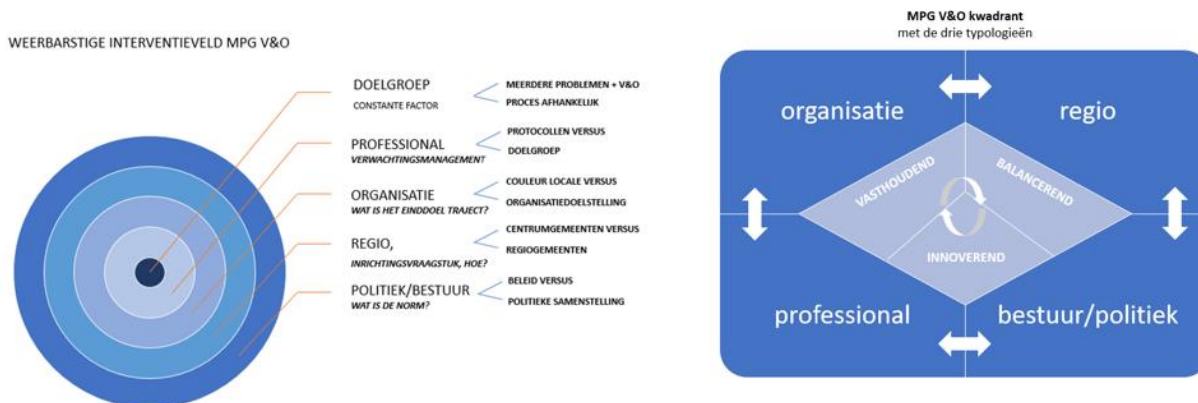 WEERBARSTIGE INTERVENTIEVELD MPG V&O
DOELGROEP
CONSTANTE FACTOR
MEERDERE PROBLEMEN + V&O
PROCES AFHANKELIJK
PROFESSIONAL
VERWACHTINGSMANAGEMENT
PROTOCOLLEN VERSUS
DOELGROEP
ORGANISATIE
WAT IS HET EINDDOEL TRAJECT?
COULEUR LOCALE VERSUS
ORGANISATIEDOELSTELLING
REGIO,
INRICHTINGSVRAAGSTUK, HOE?
CENTRUMGEMEENTEN VERSUS
REGIOGEMEENTEN
POLITIEK/BESTUUR
WAT IS DE NORM?
BELEID VERSUS
POLITIEKE SAMENSTELLING
MPG V&O kwadrant
met de drie typologieën
organisatie
regio
VASTHOUDEND
BALANCEREND
INNOVEREND
professional
bestuur/politiek